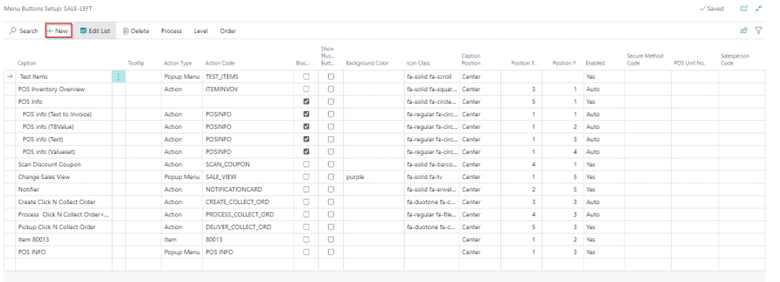 Menu Buttons Setup: SALE-LEFT
Saved
Search New Edit List Delete Process Level Order
Caption Tooltip Action Type Action Code Bloc... Show Plus... Butt... Background Color Icon Class Caption Position Position X Position Y Enabled Secure Method Code POS Unit No. Salesperson Code
Test Items Popup Menu TEST_ITEMS fa-solid fa-scroll Center Yes
POS Inventory Overview Action ITEMINVOV fa-solid fa-squar... Center 3 1 Auto
POS Info fa-solid fa-circle... Center 5 1 Yes
POS info (Text to Invoice) Action POSINFO fa-regular fa-circ... Center 1 1 Auto
POS info (TBValue) Action POSINFO fa-regular fa-circ... Center 1 2 Auto
POS info (Text) Action POSINFO fa-regular fa-circ... Center 1 3 Auto
POS info (Valueset) Action POSINFO fa-regular fa-circ... Center 1 4 Auto
Scan Discount Coupon Action SCAN_COUPON fa-solid fa-barco... Center 4 1 Yes
Change Sales View Popup Menu SALE_VIEW purple fa-solid fa-tv Center 1 5 Yes
Notifier Action NOTIFICATIONCARD fa-solid fa-envel... Center 2 5 Yes
Create Click N Collect Order Action CREATE_COLLECT_ORD fa-duotone fa-c... Center 3 3 Auto
Process Click N Collect Order<... Action PROCESS_COLLECT_ORD fa-regular fa-file... Center 4 3 Auto
Pickup Click N Collect Order Action DELIVER_COLLECT_ORD fa-duotone fa-c... Center 5 3 Yes
Item 80013 Item 80013 Center 1 2 Yes
POS INFO Popup Menu POS INFO Center 1 3 Yes